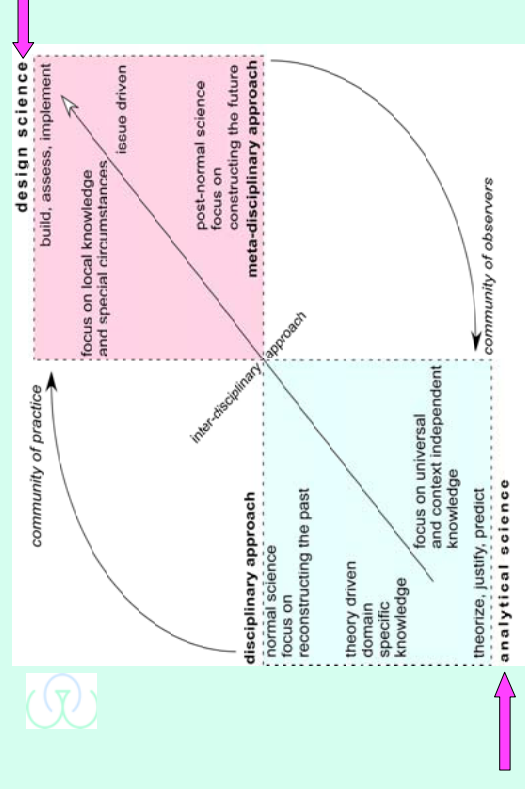 design science
community of practice
build, assess, implement
focus on local knowledge
and special circumstances
issue driven
post-normal science
focus on
constructing the future
meta-disciplinary approach
inter-disciplinary approach
disciplinary approach
normal science
focus on
reconstructing the past
theory driven
domain
specific
knowledge
focus on universal
and context independent
knowledge
theorize, justify, predict
community of observers
analytical science